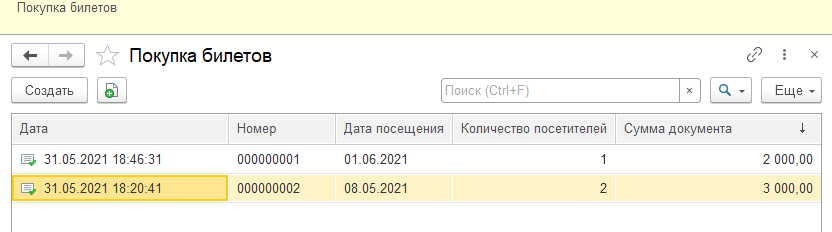 Покупка билетов
Покупка билетов
Создать Поиск (Ctrl+F) Еще
Дата Номер Дата посещения Количество посетителей Сумма документа
31.05.2021 18:46:31 000000001 01.06.2021 1 2 000,00
31.05.2021 18:20:41 000000002 08.05.2021 2 3 000,00